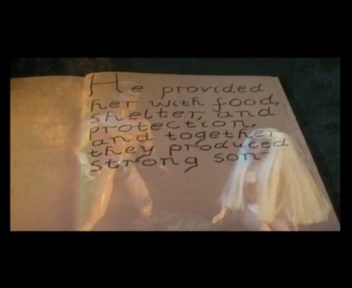 He provided
her with food,
shelter, and
protection,
and together
they produced
strong son